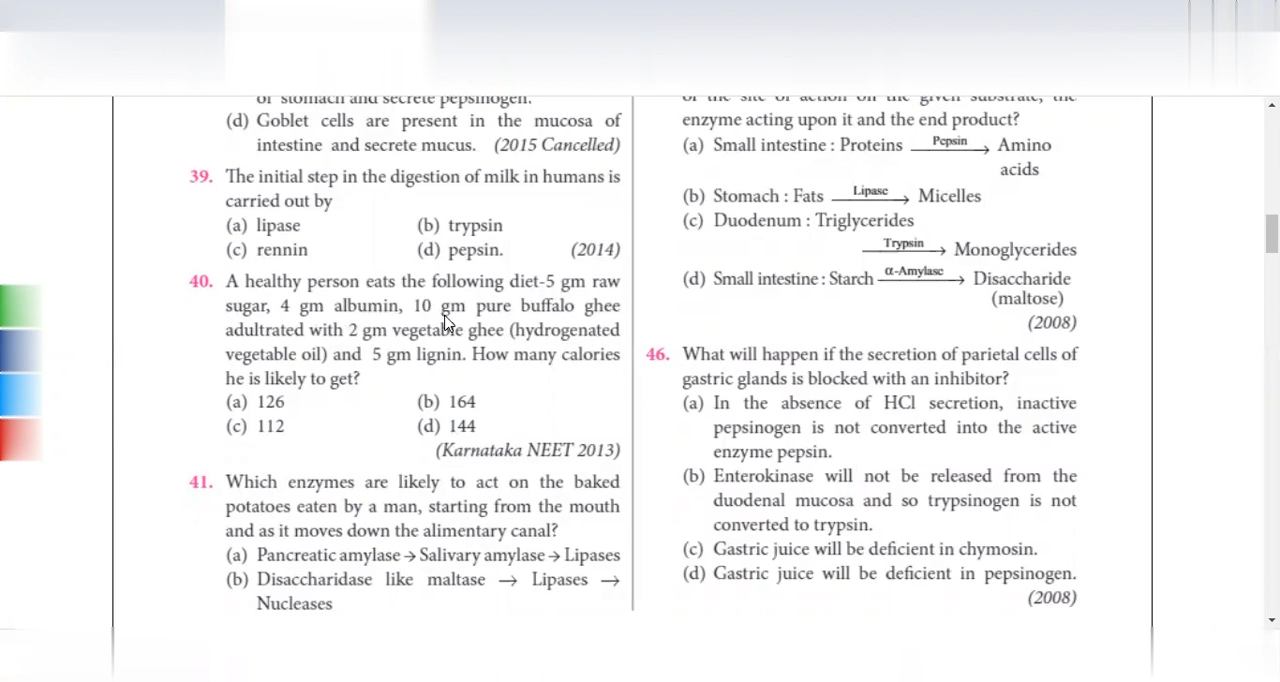 of stomach and secrete pepsinogen.
(d) Goblet cells are present in the mucosa of
intestine and secrete mucus. (2015 Cancelled)
39. The initial step in the digestion of milk in humans is
carried out by
(a) lipase (b) trypsin
(c) rennin (d) pepsin. (2014)
40. A healthy person eats the following diet-5 gm raw
sugar, 4 gm albumin, 10 gm pure buffalo ghee
adultrated with 2 gm vegetable ghee (hydrogenated
vegetable oil) and 5 gm lignin. How many calories
he is likely to get?
(a) 126 (b) 164
(c) 112 (d) 144
(Karnataka NEET 2013)
41. Which enzymes are likely to act on the baked
potatoes eaten by a man, starting from the mouth
and as it moves down the alimentary canal?
(a) Pancreatic amylase → Salivary amylase → Lipases
(b) Disaccharidase like maltase → Lipases →
Nucleases
of the site of action on the given substrate, the
enzyme acting upon it and the end product?
(a) Small intestine : Proteins Pepsin→ Amino
acids
(b) Stomach : Fats Lipase→ Micelles
(c) Duodenum : Triglycerides
Trypsin→ Monoglycerides
(d) Small intestine : Starch α-Amylase→ Disaccharide
(maltose)
(2008)
46. What will happen if the secretion of parietal cells of
gastric glands is blocked with an inhibitor?
(a) In the absence of HCl secretion, inactive
pepsinogen is not converted into the active
enzyme pepsin.
(b) Enterokinase will not be released from the
duodenal mucosa and so trypsinogen is not
converted to trypsin.
(c) Gastric juice will be deficient in chymosin.
(d) Gastric juice will be deficient in pepsinogen.
(2008)